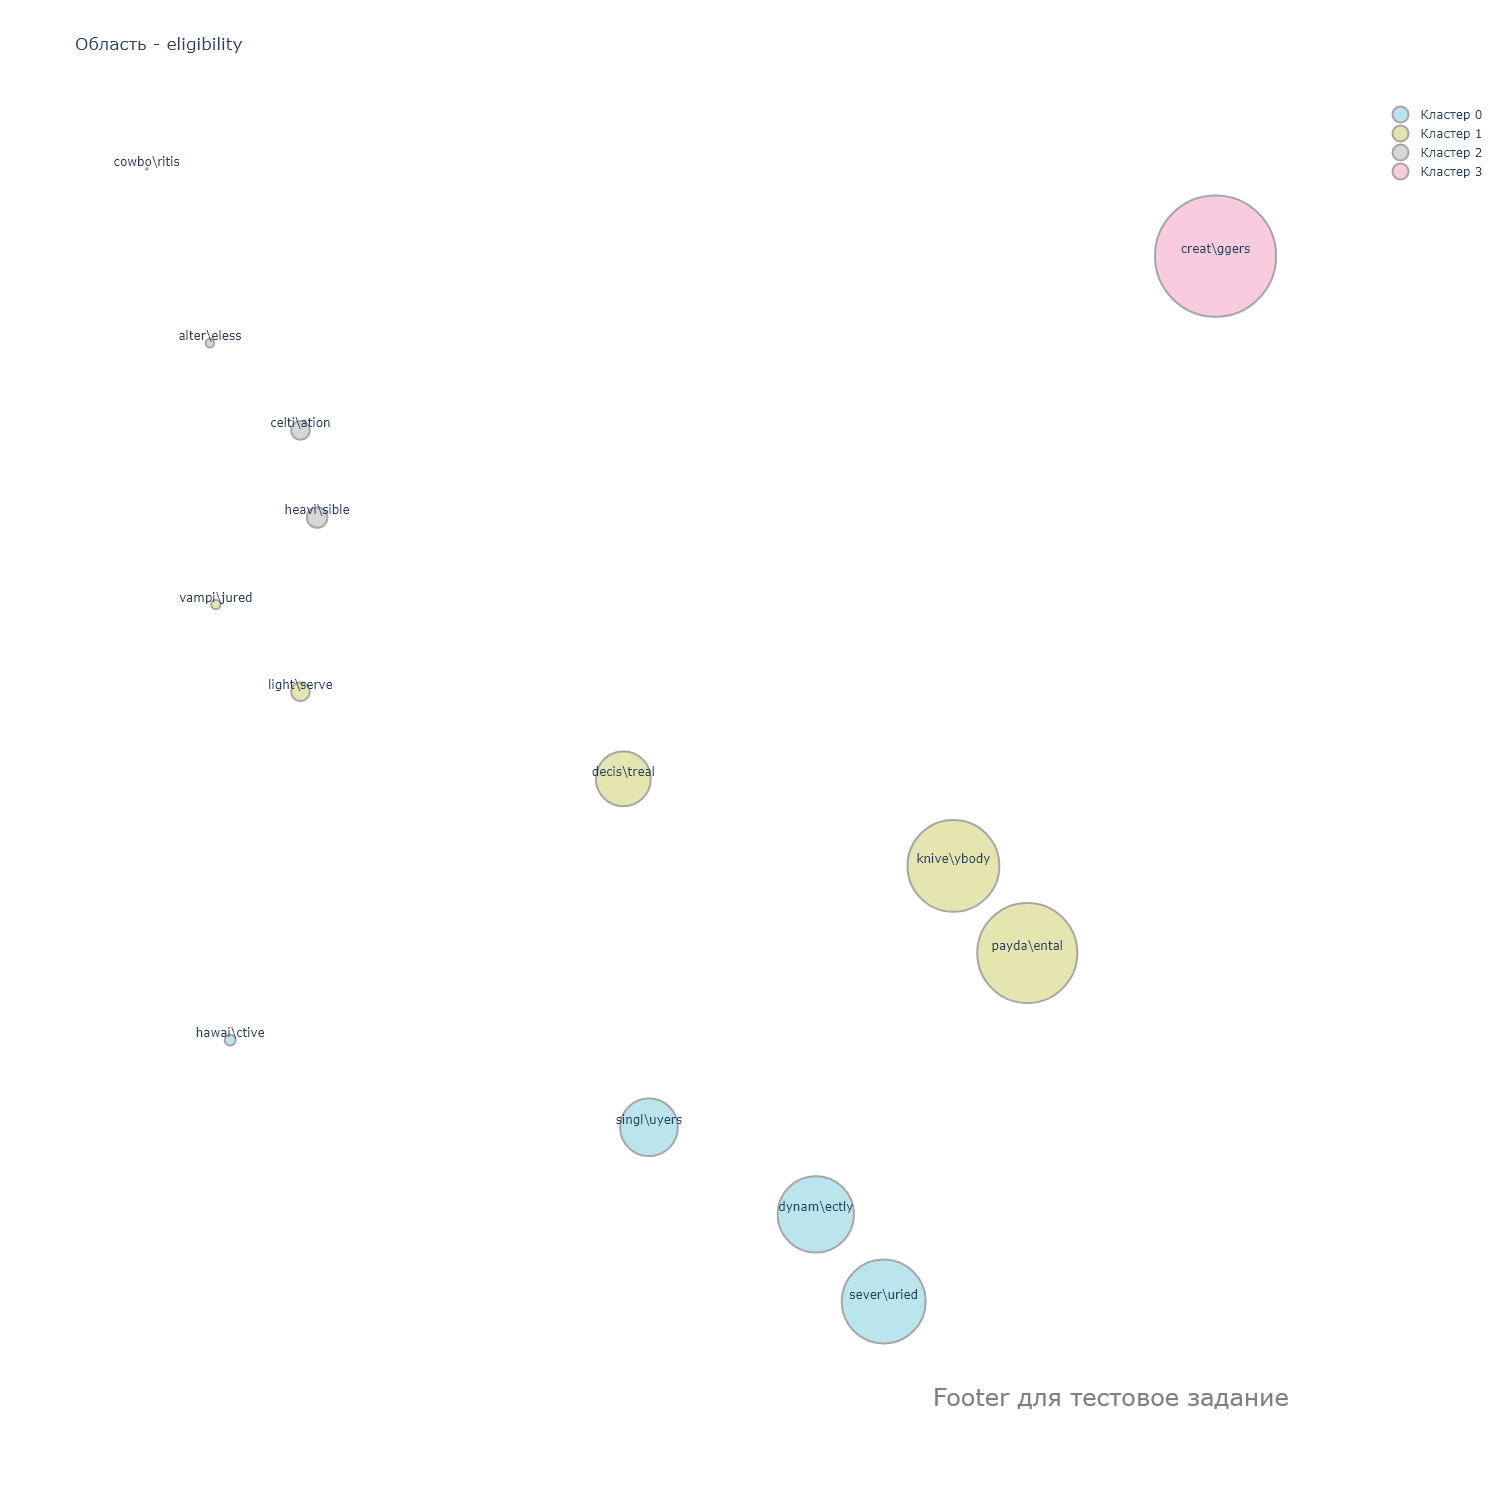 Область - eligibility
Кластер 0
Кластер 1
Кластер 2
Кластер 3
cowbo\ritis
creat\ggers
alter\eless
celti\ation
heavi\sible
vampi\jured
light\serve
decis\treal
knive\ybody
payda\ental
hawai\ctive
singl\uyers
dynam\ectly
sever\uried
Footer для тестовое задание